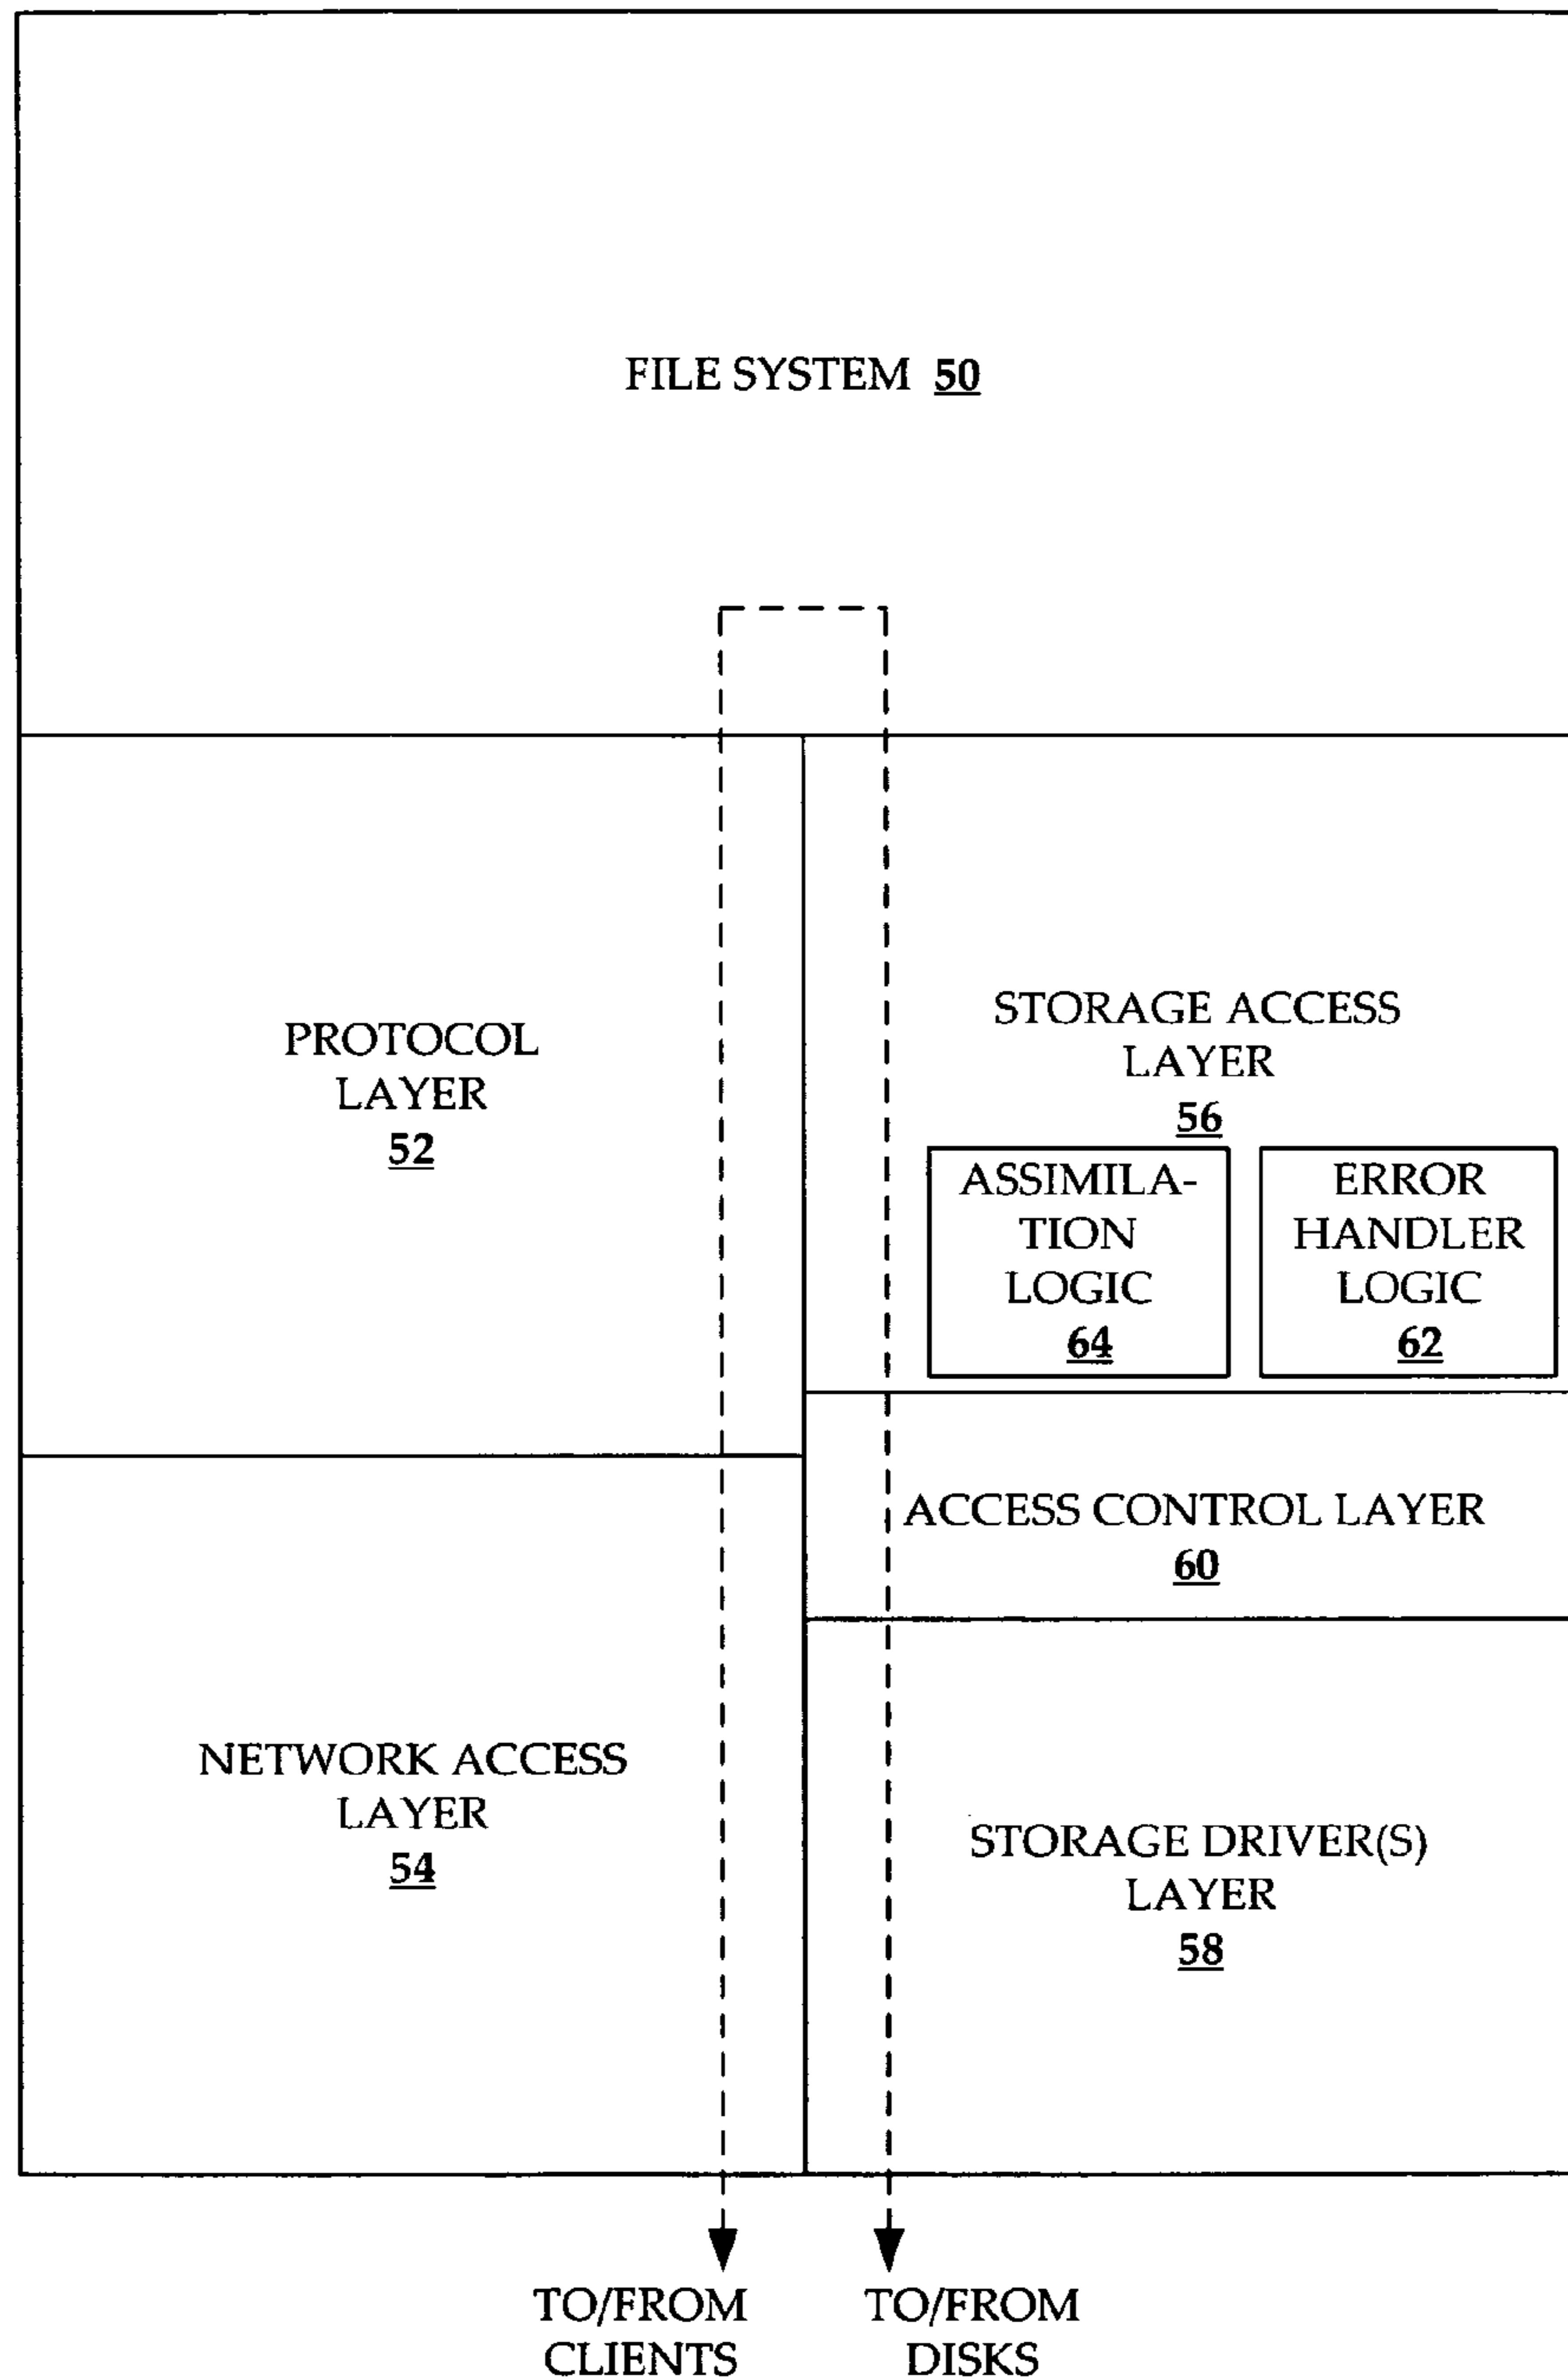 FILE SYSTEM 50
PROTOCOL
LAYER
52
STORAGE ACCESS
LAYER
56
ASSIMILA-
TION
LOGIC
64
ERROR
HANDLER
LOGIC
62
ACCESS CONTROL LAYER
60
NETWORK ACCESS
LAYER
54
STORAGE DRIVER(S)
LAYER
58
TO/FROM
CLIENTS
TO/FROM
DISKS